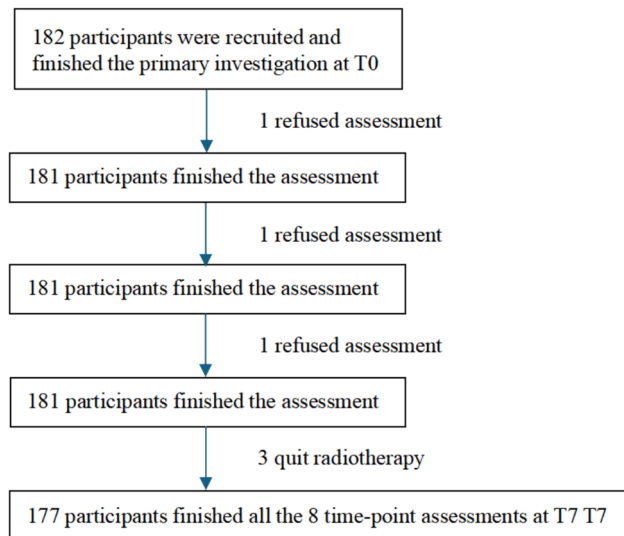 182 participants were recruited and
finished the primary investigation at T0
1 refused assessment
181 participants finished the assessment
1 refused assessment
181 participants finished the assessment
1 refused assessment
181 participants finished the assessment
3 quit radiotherapy
177 participants finished all the 8 time-point assessments at T7 T7